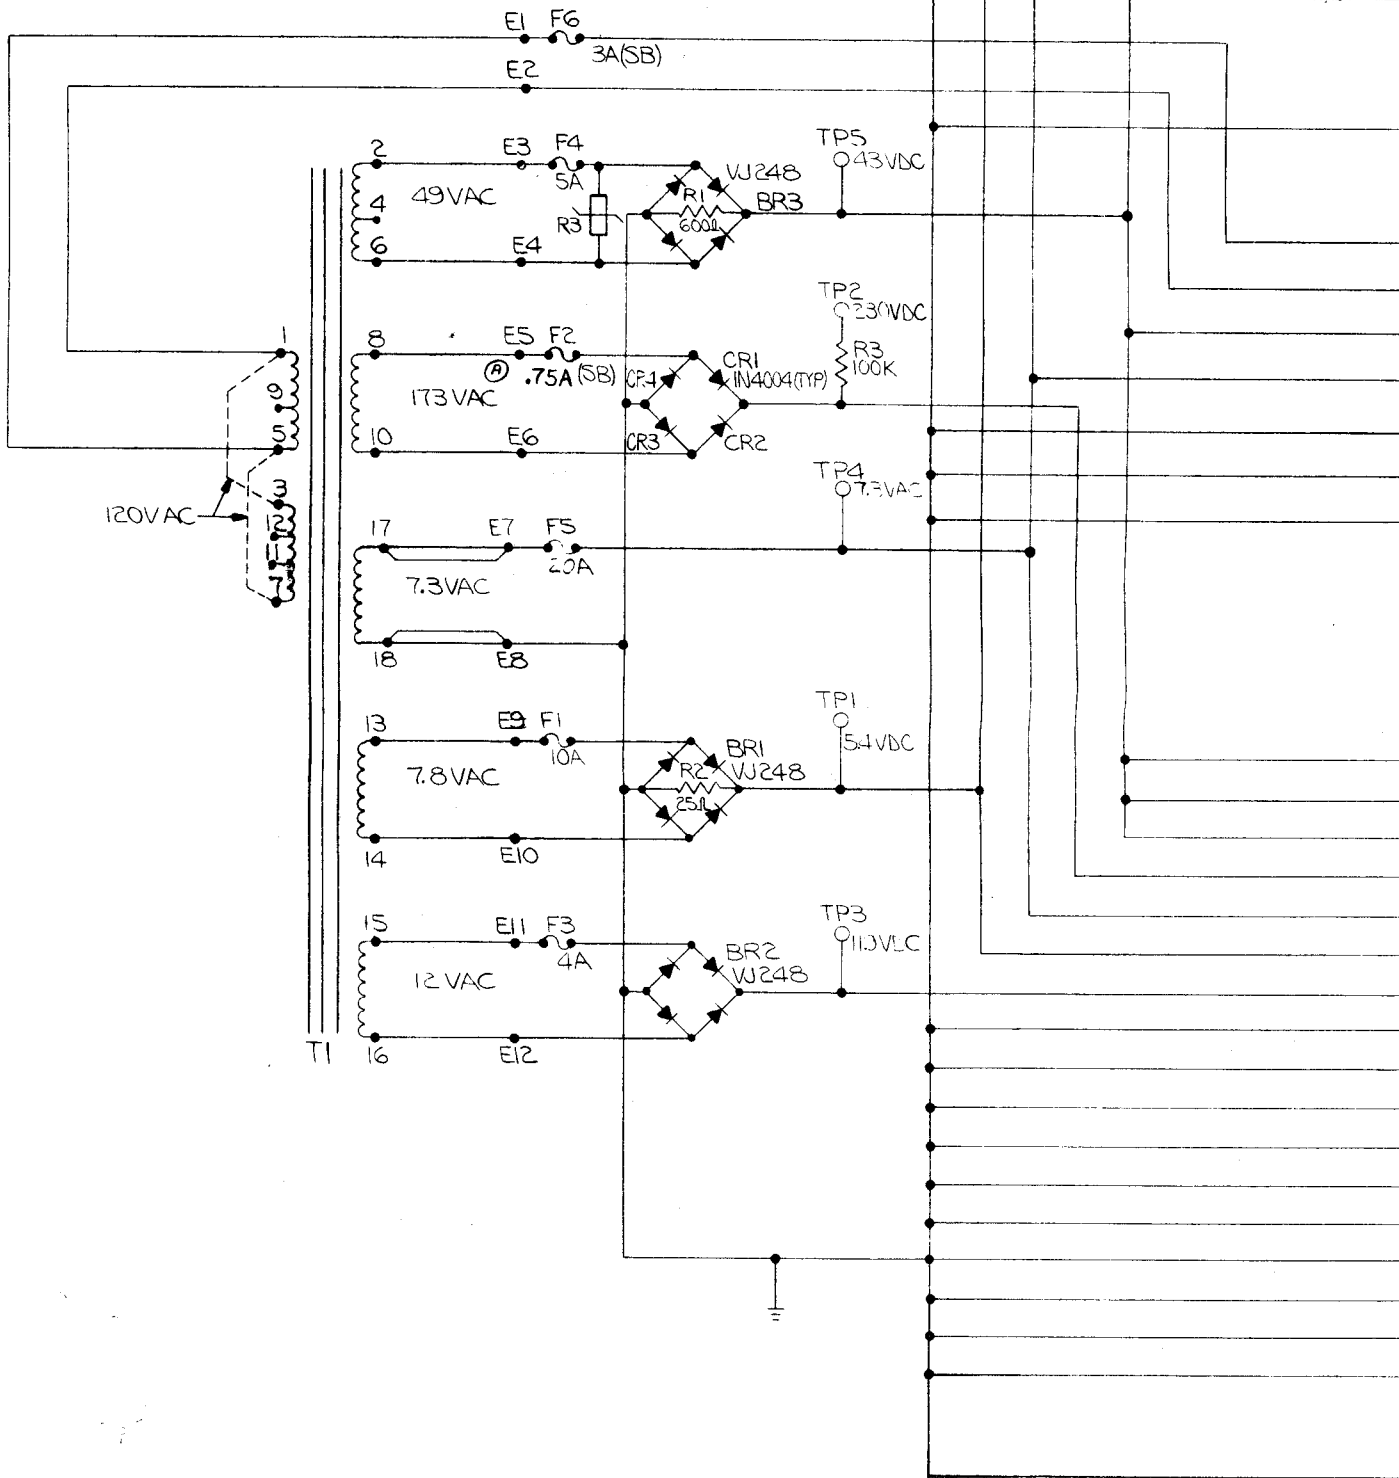 E1 F6
3A(SB)
E2
2
E3 F4
5A
TP5
43VDC
VJ248
49VAC
4
R1
BR3
R3
600Ω
6
E4
TP2
230VDC
1
8
E5 F2
CR1
R3
100K
A .75A (SB)
CR4
1N4004(TYP)
9
173VAC
5
10
E6
CR3
CR2
3
TP4
7.3VAC
120VAC
12
17
E7 F5
20A
11
7
7.3VAC
18
E8
TP1
13
E9 F1
5.4VDC
10A
BR1
7.8VAC
R2
VJ248
25Ω
14
E10
TP3
15
E11 F3
4A
BR2
VJ248
12VAC
T1
16
E12